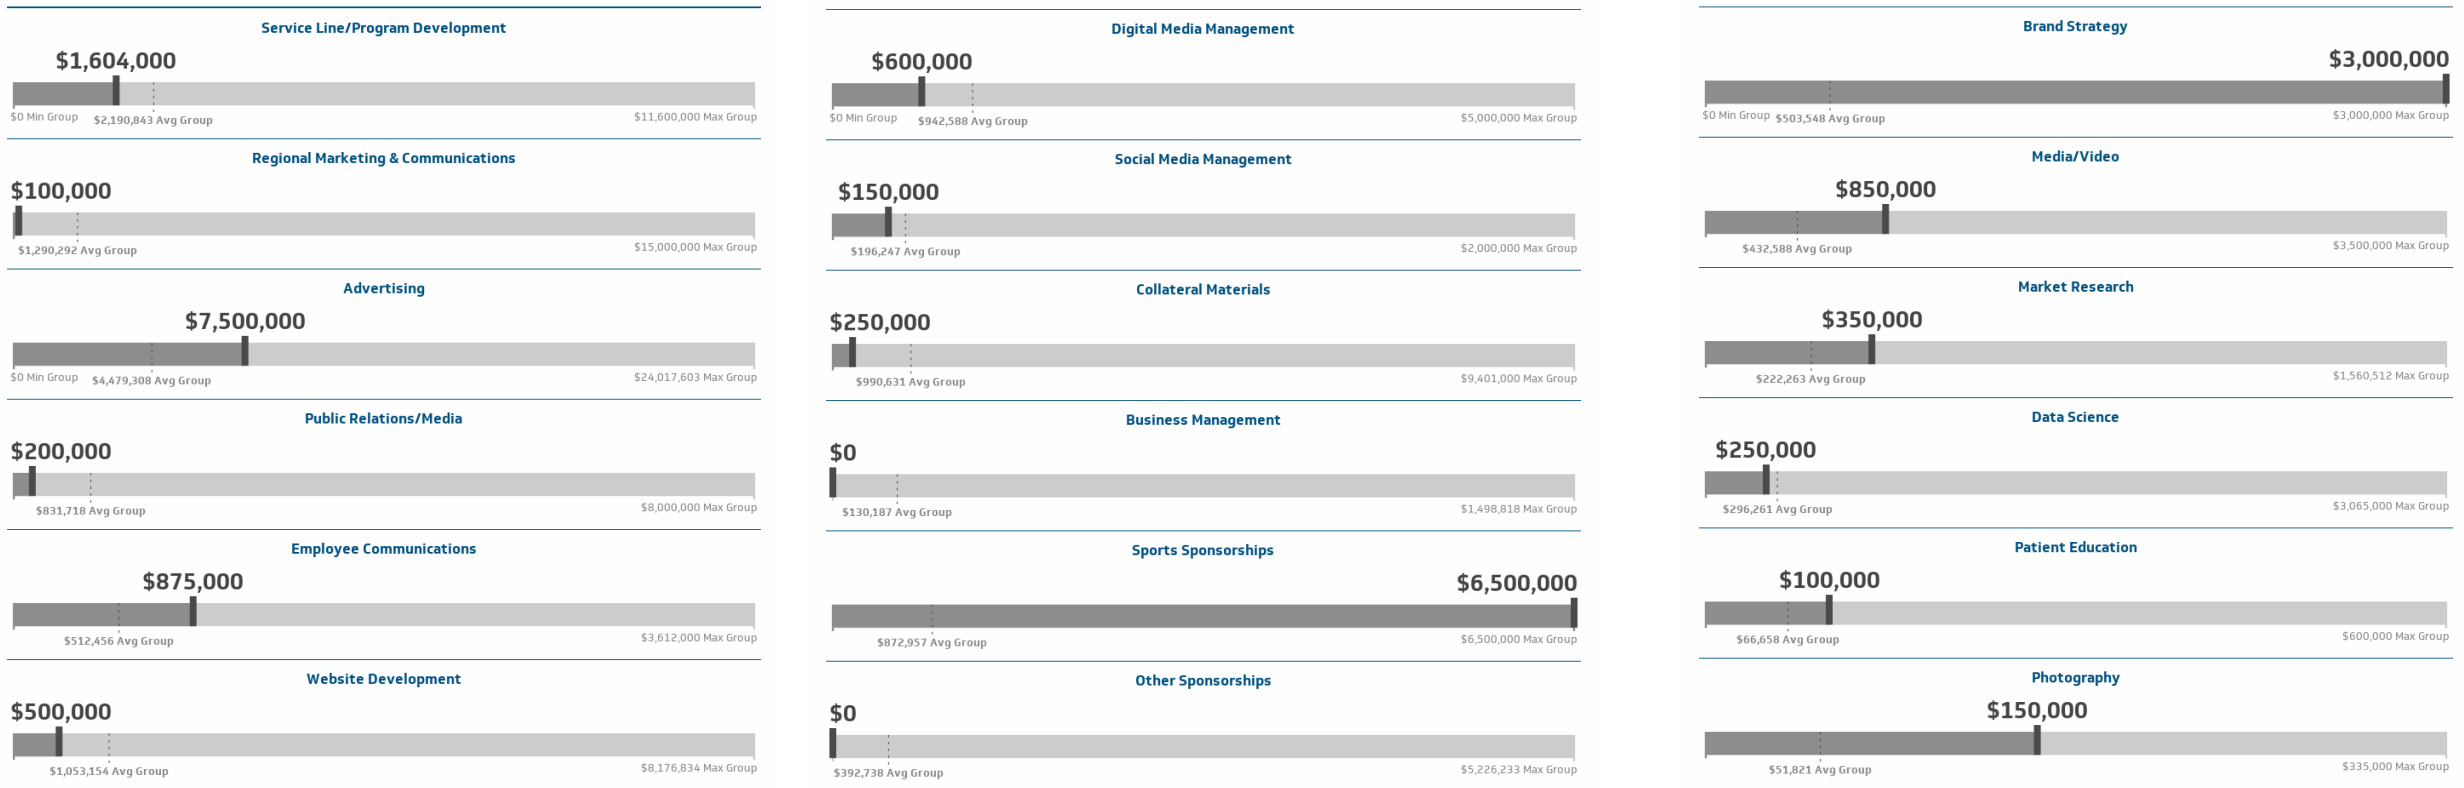 Service Line/Program Development
$1,604,000
$0 Min Group
$2,190,843 Avg Group
$11,600,000 Max Group
Regional Marketing & Communications
$100,000
$1,290,292 Avg Group
$15,000,000 Max Group
Advertising
$7,500,000
$0 Min Group
$4,479,308 Avg Group
$24,017,603 Max Group
Public Relations/Media
$200,000
$831,718 Avg Group
$8,000,000 Max Group
Employee Communications
$875,000
$512,456 Avg Group
$3,612,000 Max Group
Website Development
$500,000
$1,053,154 Avg Group
$8,176,834 Max Group
Digital Media Management
$600,000
$0 Min Group
$942,588 Avg Group
$5,000,000 Max Group
Social Media Management
$150,000
$196,247 Avg Group
$2,000,000 Max Group
Collateral Materials
$250,000
$990,631 Avg Group
$9,401,000 Max Group
Business Management
$0
$130,187 Avg Group
$1,498,818 Max Group
Sports Sponsorships
$6,500,000
$872,957 Avg Group
$6,500,000 Max Group
Other Sponsorships
$0
$392,738 Avg Group
$5,226,233 Max Group
Brand Strategy
$3,000,000
$0 Min Group
$503,548 Avg Group
$3,000,000 Max Group
Media/Video
$850,000
$432,588 Avg Group
$3,500,000 Max Group
Market Research
$350,000
$222,263 Avg Group
$1,560,512 Max Group
Data Science
$250,000
$296,261 Avg Group
$3,065,000 Max Group
Patient Education
$100,000
$66,658 Avg Group
$600,000 Max Group
Photography
$150,000
$51,821 Avg Group
$335,000 Max Group